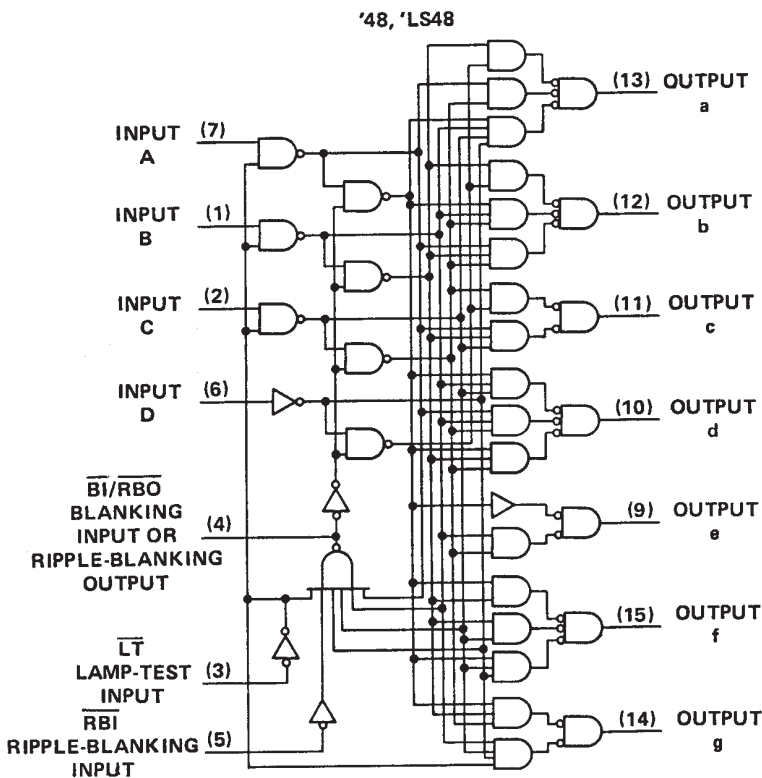 '48, 'LS48
INPUT A (7)
INPUT B (1)
INPUT C (2)
INPUT D (6)
BI/RBO
BLANKING
INPUT OR (4)
RIPPLE-BLANKING
OUTPUT
LT
LAMP-TEST (3)
INPUT
RBI
RIPPLE-BLANKING (5)
INPUT
(13) OUTPUT a
(12) OUTPUT b
(11) OUTPUT c
(10) OUTPUT d
(9) OUTPUT e
(15) OUTPUT f
(14) OUTPUT g